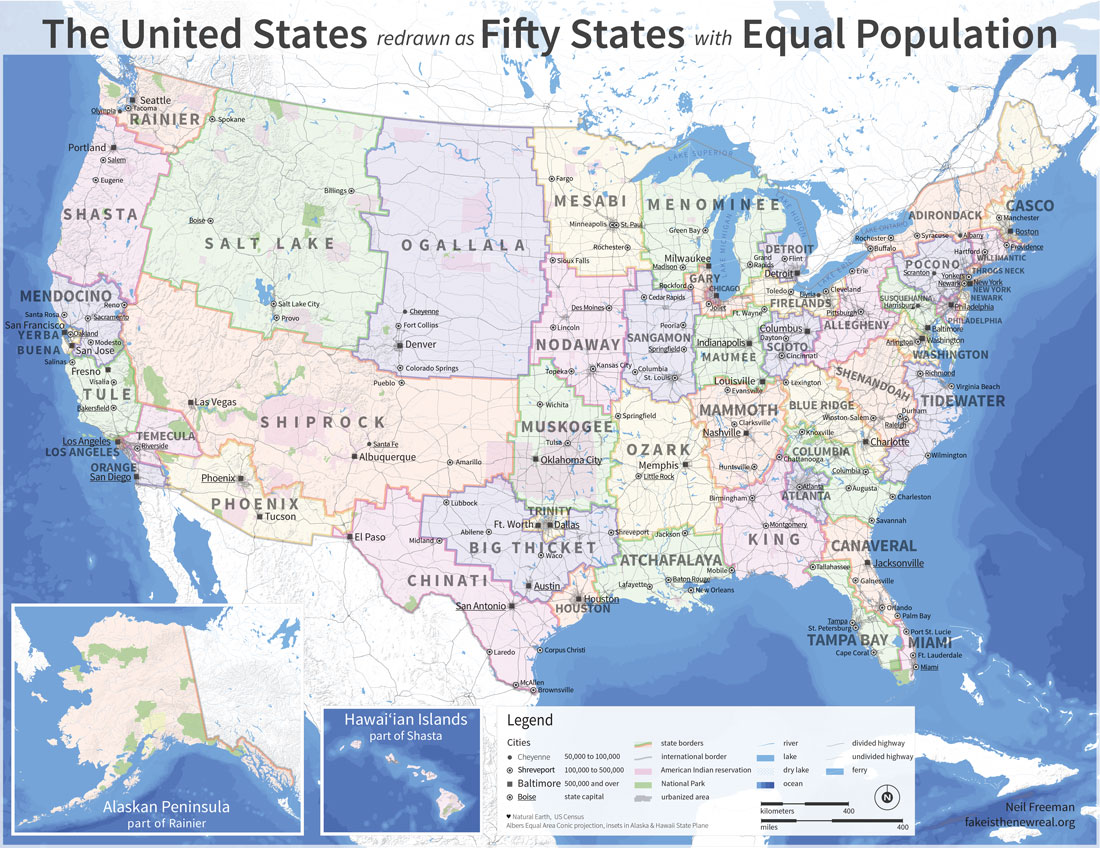 The United States redrawn as Fifty States with Equal Population
Seattle
Olympia
Tacoma
RAINIER
Spokane
Portland
Salem
Eugene
SHASTA
Billings
Boise
SALT LAKE
OGALLALA
Salt Lake City
Provo
Cheyenne
Fort Collins
Denver
Colorado Springs
Pueblo
Fargo
MESABI
Minneapolis
St. Paul
Rochester
Sioux Falls
LAKE SUPERIOR
MENOMINEE
Green Bay
LAKE MICHIGAN
LAKE HURON
Milwaukee
Madison
GARY
Rockford
CHICAGO
Joliet
Grand Rapids
DETROIT
Flint
Detroit
Toledo
Elyria
Cleveland
Ft. Wayne
FIRELANDS
Erie
Pittsburgh
ALLEGHENY
LAKE ONTARIO
ADIRONDACK
Rochester
Syracuse
Albany
Buffalo
CASCO
Manchester
Boston
Providence
Hartford
WILLIMANTIC
POCONO
Scranton
THROGS NECK
Yonkers
New York
Newark
NEW YORK
NEWARK
SUSQUEHANNA
Harrisburg
Philadelphia
PHILADELPHIA
Baltimore
Arlington
Washington
WASHINGTON
SHENANDOAH
Richmond
Virginia Beach
TIDEWATER
MENDOCINO
Reno
Santa Rosa
Sacramento
San Francisco
Oakland
YERBA
BUENA
Modesto
San Jose
Salinas
Fresno
Visalia
TULE
Bakersfield
Las Vegas
SHIPROCK
Los Angeles
LOS ANGELES
TEMECULA
Riverside
ORANGE
San Diego
Phoenix
PHOENIX
Tucson
Santa Fe
Albuquerque
Amarillo
Des Moines
Cedar Rapids
Lincoln
NODAWAY
Peoria
SANGAMON
Springfield
Topeka
Kansas City
Columbia
St. Louis
Indianapolis
MAUMEE
Columbus
Dayton
SCIOTO
Cincinnati
Louisville
Evansville
Lexington
Wichita
MUSKOGEE
Tulsa
Oklahoma City
Springfield
OZARK
Memphis
Little Rock
MAMMOTH
Clarksville
Nashville
Huntsville
BLUE RIDGE
Winston-Salem
Durham
Raleigh
Knoxville
Charlotte
COLUMBIA
Chattanooga
Columbia
Wilmington
Birmingham
Atlanta
ATLANTA
Augusta
Charleston
Savannah
Montgomery
KING
El Paso
Lubbock
Abilene
Midland
TRINITY
Ft. Worth
Dallas
BIG THICKET
Waco
CHINATI
Austin
San Antonio
Houston
HOUSTON
Laredo
Corpus Christi
McAllen
Brownsville
Shreveport
Jackson
ATCHAFALAYA
Mobile
Lafayette
Baton Rouge
New Orleans
CANAVERAL
Jacksonville
Tallahassee
Gainesville
Orlando
Palm Bay
Tampa
St. Petersburg
TAMPA BAY
Port St. Lucie
MIAMI
Cape Coral
Ft. Lauderdale
Miami
Alaskan Peninsula
part of Rainier
Hawai‘ian Islands
part of Shasta
Legend
Cities
Cheyenne 50,000 to 100,000
Shreveport 100,000 to 500,000
Baltimore 500,000 and over
Boise state capital
state borders
international border
American Indian reservation
National Park
urbanized area
river
lake
dry lake
ocean
divided highway
undivided highway
ferry
♥ Natural Earth, US Census
Albers Equal Area Conic projection, insets in Alaska & Hawaii State Plane
N
kilometers 400
miles 400
Neil Freeman
fakeisthenewreal.org